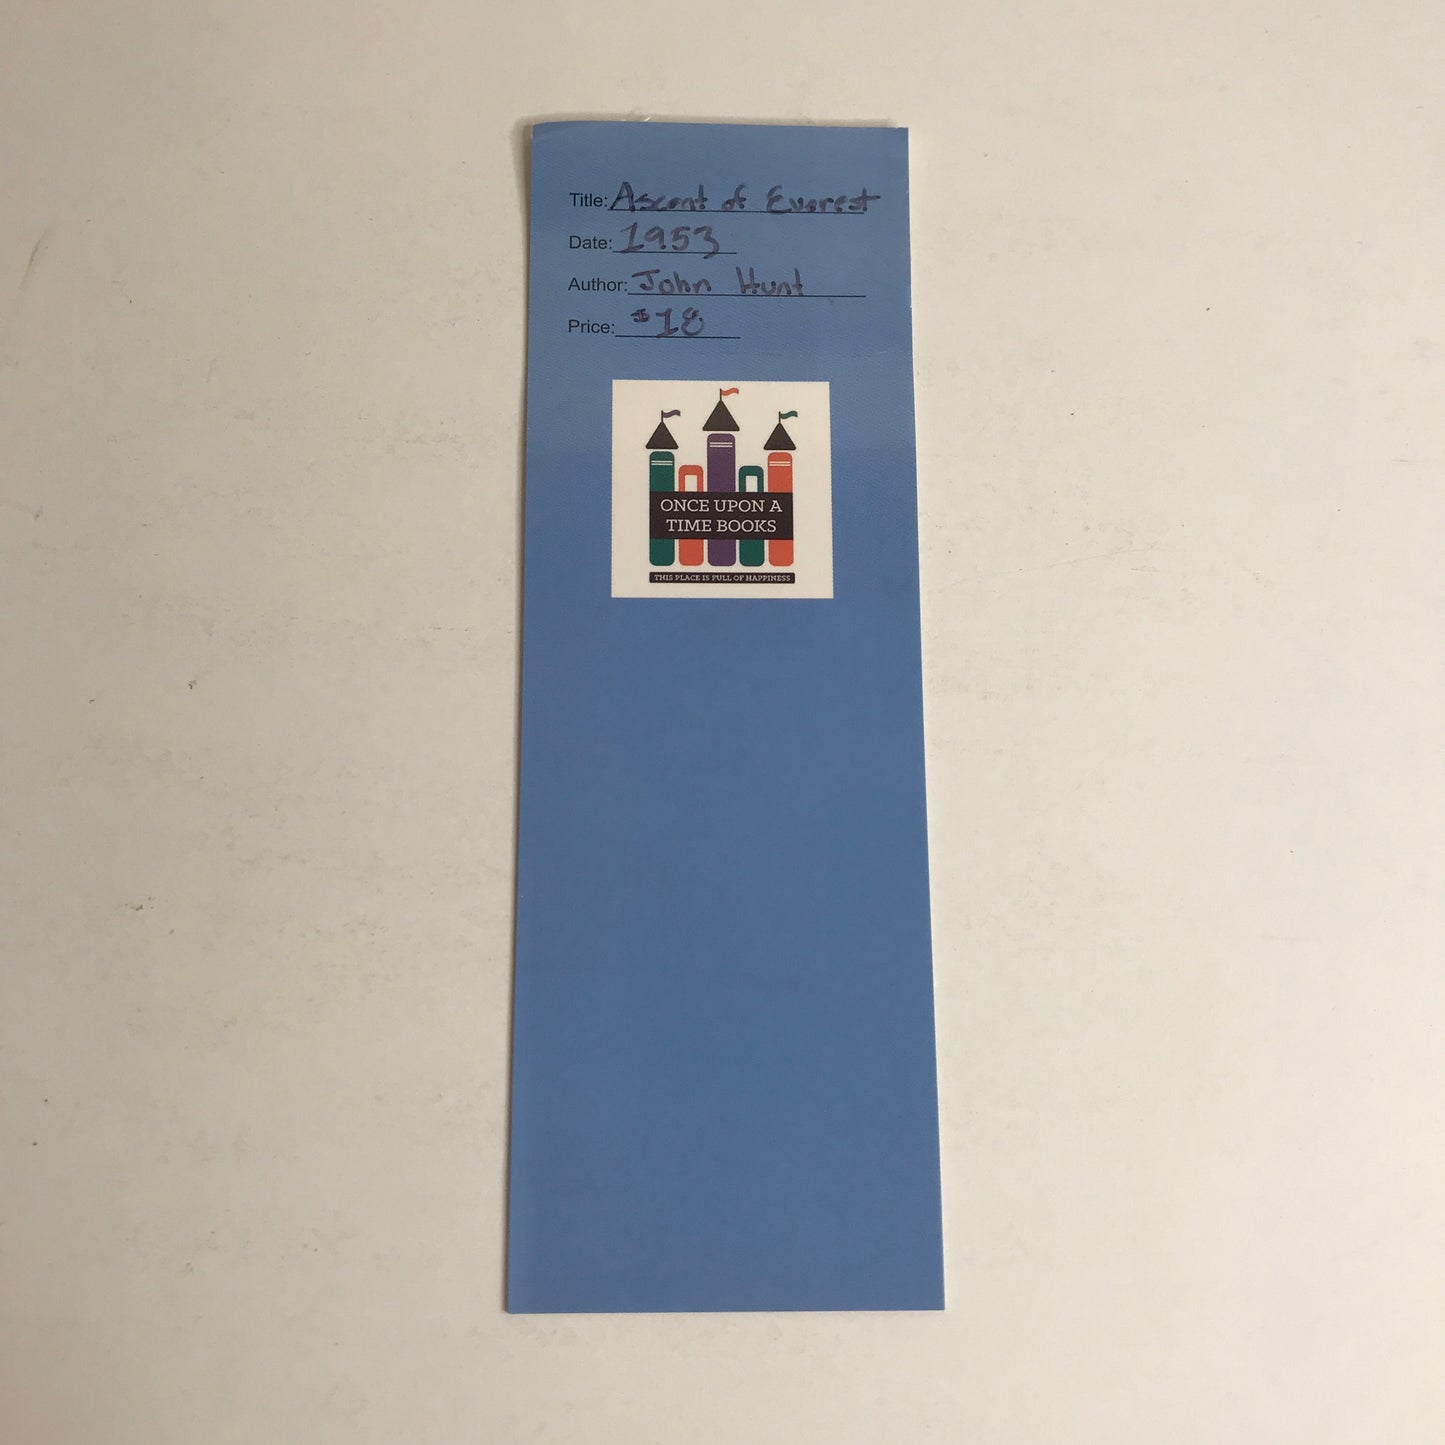 Title: Ascent of Everest
Date: 1953
Author: John Hunt
Price: $18
ONCE UPON A
TIME BOOKS
THIS PLACE IS FULL OF HAPPINESS